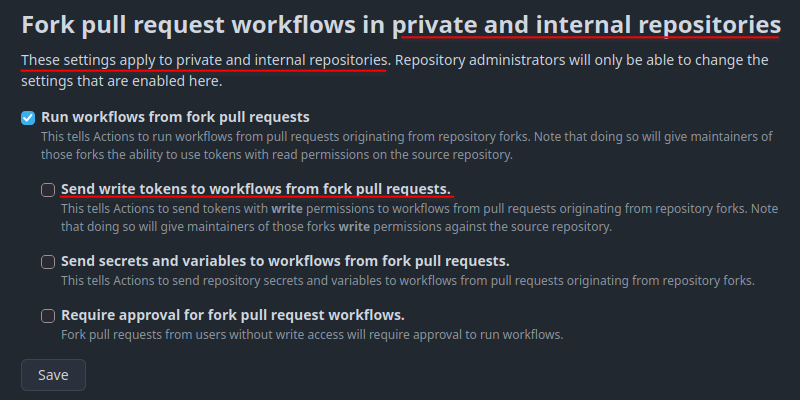 Fork pull request workflows in private and internal repositories
These settings apply to private and internal repositories. Repository administrators will only be able to change the
settings that are enabled here.
Run workflows from fork pull requests
This tells Actions to run workflows from pull requests originating from repository forks. Note that doing so will give maintainers of
those forks the ability to use tokens with read permissions on the source repository.
Send write tokens to workflows from fork pull requests.
This tells Actions to send tokens with write permissions to workflows from pull requests originating from repository forks. Note
that doing so will give maintainers of those forks write permissions against the source repository.
Send secrets and variables to workflows from fork pull requests.
This tells Actions to send repository secrets and variables to workflows from pull requests originating from repository forks.
Require approval for fork pull request workflows.
Fork pull requests from users without write access will require approval to run workflows.
Save